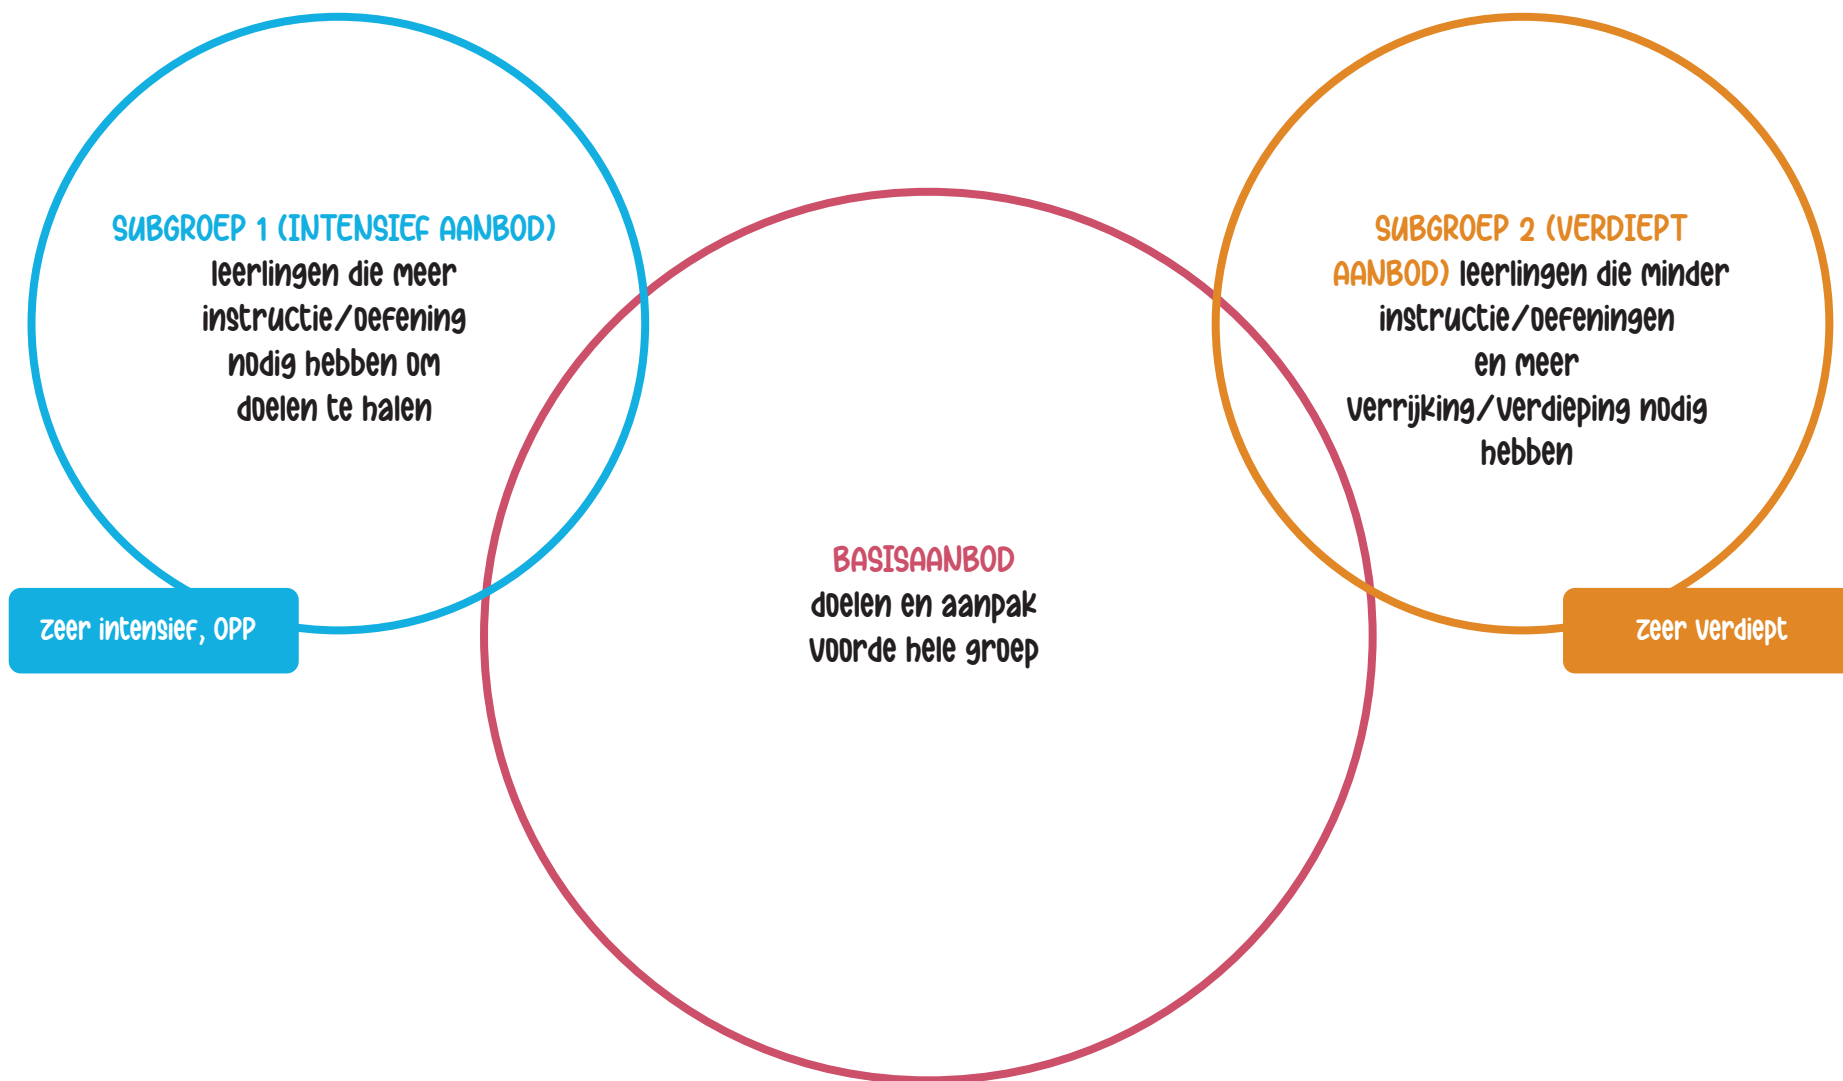 SUBGROEP 1 (INTENSIEF AANBOD)
leerlingen die meer
instructie/oefening
nodig hebben om
doelen te halen
zeer intensief, OPP
BASISAANBOD
doelen en aanpak
voorde hele groep
SUBGROEP 2 (VERDIEPT
AANBOD) leerlingen die minder
instructie/oefeningen
en meer
verrijking/verdieping nodig
hebben
zeer verdiept